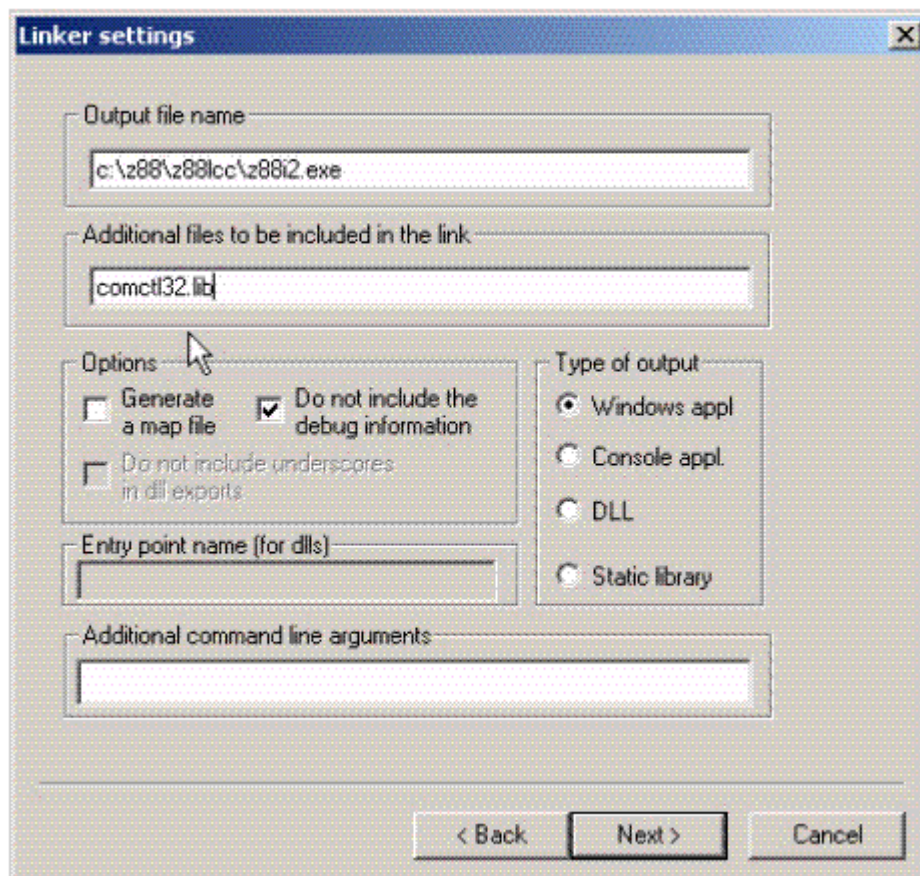 Linker settings
Output file name
c:\z88\z88lcc\z88i2.exe
Additional files to be included in the link
comctl32.lib
Options
Generate
a map file
Do not include the
debug information
Do not include underscores
in dll exports
Type of output
Windows appl
Console appl.
DLL
Static library
Entry point name (for dlls)
Additional command line arguments
< Back
Next >
Cancel